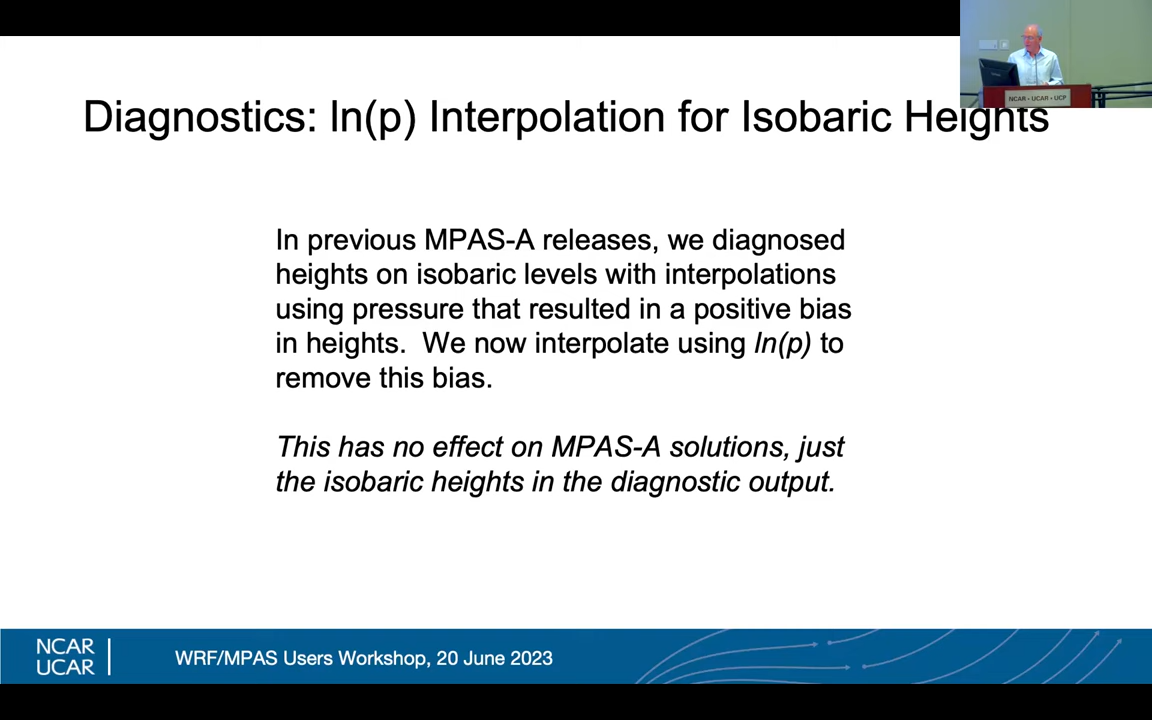 Diagnostics: ln(p) Interpolation for Isobaric Heights
In previous MPAS-A releases, we diagnosed
heights on isobaric levels with interpolations
using pressure that resulted in a positive bias
in heights.  We now interpolate using ln(p) to
remove this bias.
This has no effect on MPAS-A solutions, just
the isobaric heights in the diagnostic output.
NCAR • UCAR • UCP
NCAR
UCAR
WRF/MPAS Users Workshop, 20 June 2023